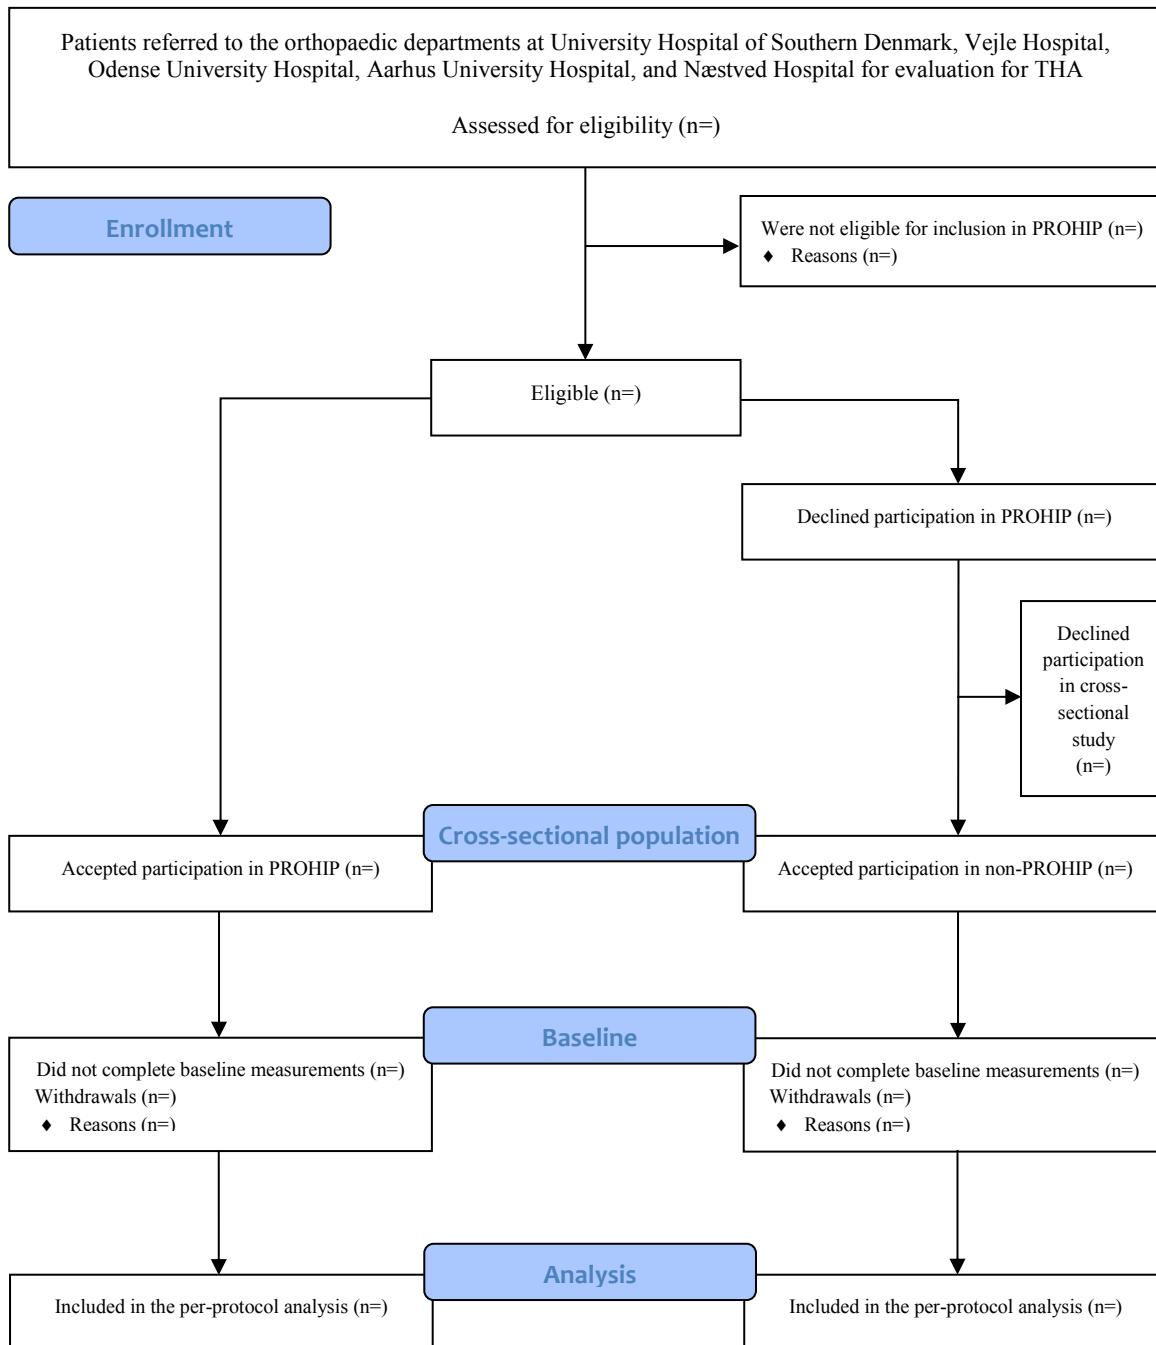 Patients referred to the orthopaedic departments at University Hospital of Southern Denmark, Vejle Hospital,
Odense University Hospital, Aarhus University Hospital, and Næstved Hospital for evaluation for THA
Assessed for eligibility (n=)
Enrollment
Were not eligible for inclusion in PROHIP (n=)
♦ Reasons (n=)
Eligible (n=)
Declined participation in PROHIP (n=)
Declined
participation
in cross-
sectional
study
(n=)
Cross-sectional population
Accepted participation in PROHIP (n=)
Accepted participation in non-PROHIP (n=)
Baseline
Did not complete baseline measurements (n=)
Withdrawals (n=)
♦ Reasons (n=)
Did not complete baseline measurements (n=)
Withdrawals (n=)
♦ Reasons (n=)
Analysis
Included in the per-protocol analysis (n=)
Included in the per-protocol analysis (n=)